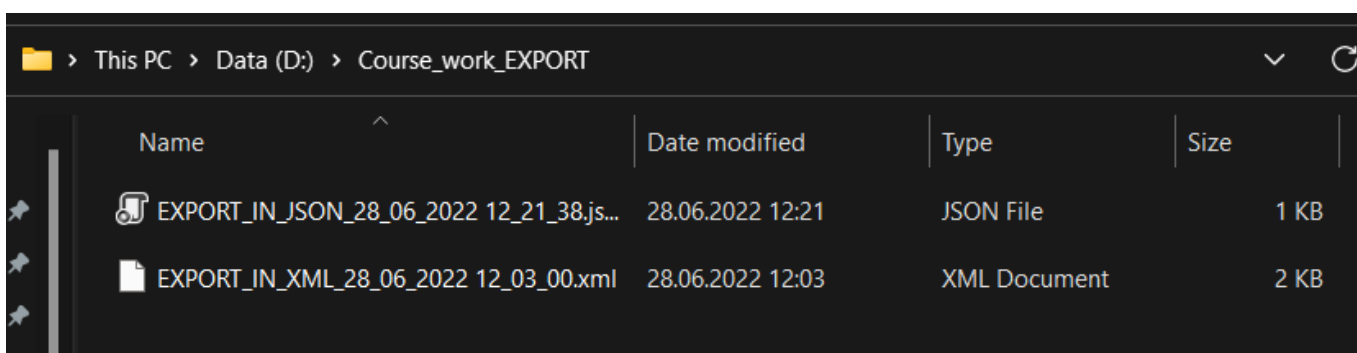 This PC > Data (D:) > Course_work_EXPORT
Name Date modified Type Size
EXPORT_IN_JSON_28_06_2022 12_21_38.js... 28.06.2022 12:21 JSON File 1 KB
EXPORT_IN_XML_28_06_2022 12_03_00.xml 28.06.2022 12:03 XML Document 2 KB